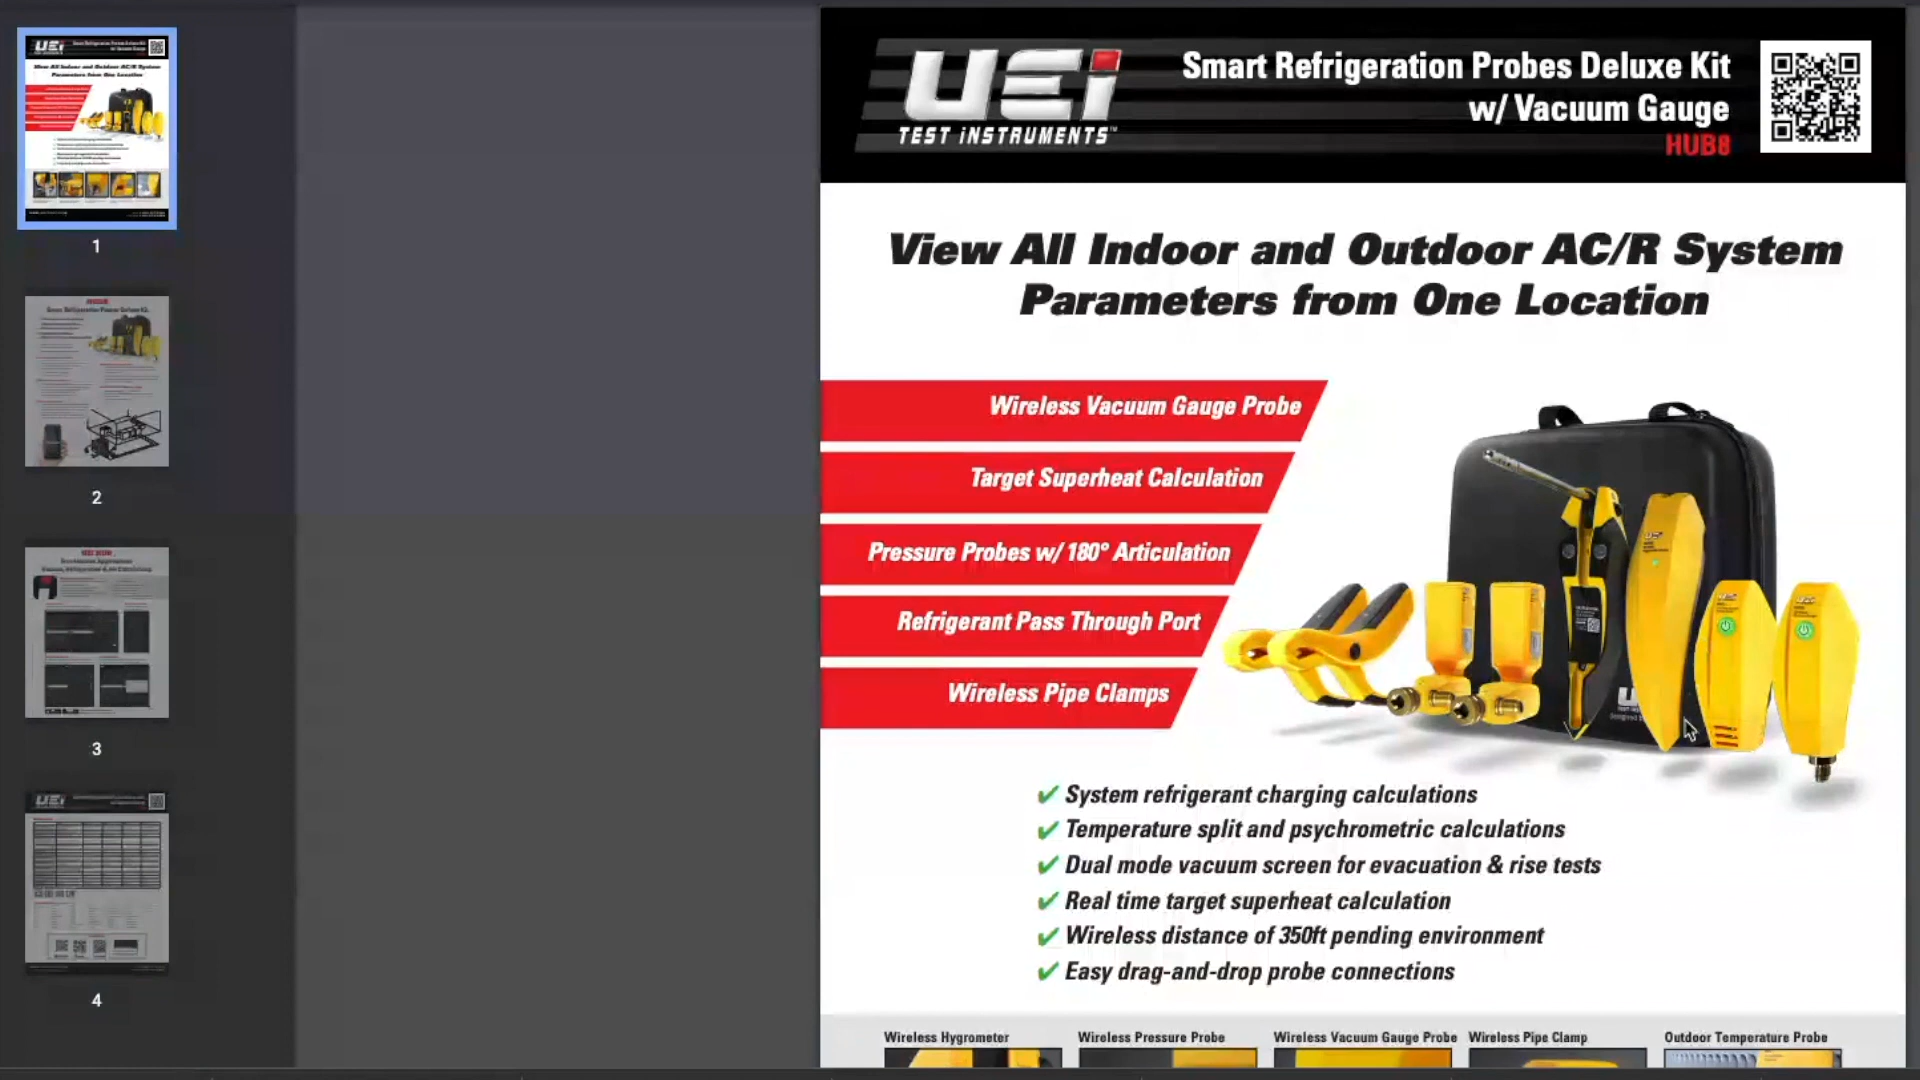 UEi
TEST iNSTRUMENTS™
Smart Refrigeration Probes Deluxe Kit
w/ Vacuum Gauge
HUB8
View All Indoor and Outdoor AC/R System
Parameters from One Location
Wireless Vacuum Gauge Probe
Target Superheat Calculation
Pressure Probes w/ 180° Articulation
Refrigerant Pass Through Port
Wireless Pipe Clamps
✔ System refrigerant charging calculations
✔ Temperature split and psychrometric calculations
✔ Dual mode vacuum screen for evacuation & rise tests
✔ Real time target superheat calculation
✔ Wireless distance of 350ft pending environment
✔ Easy drag-and-drop probe connections
Wireless Hygrometer
Wireless Pressure Probe
Wireless Vacuum Gauge Probe
Wireless Pipe Clamp
Outdoor Temperature Probe
1
2
3
4